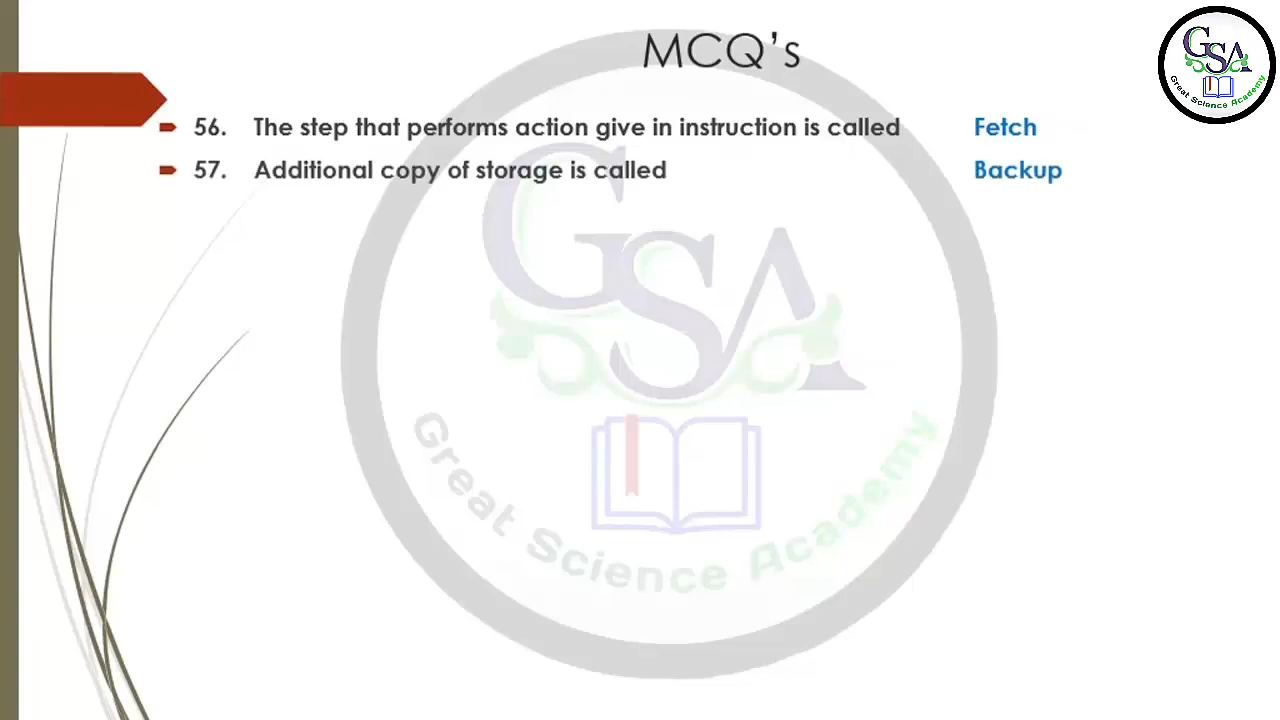 MCQ's
GSA
Great Science Academy
56. The step that performs action give in instruction is called Fetch
57. Additional copy of storage is called Backup
GSA
Great Science Academy